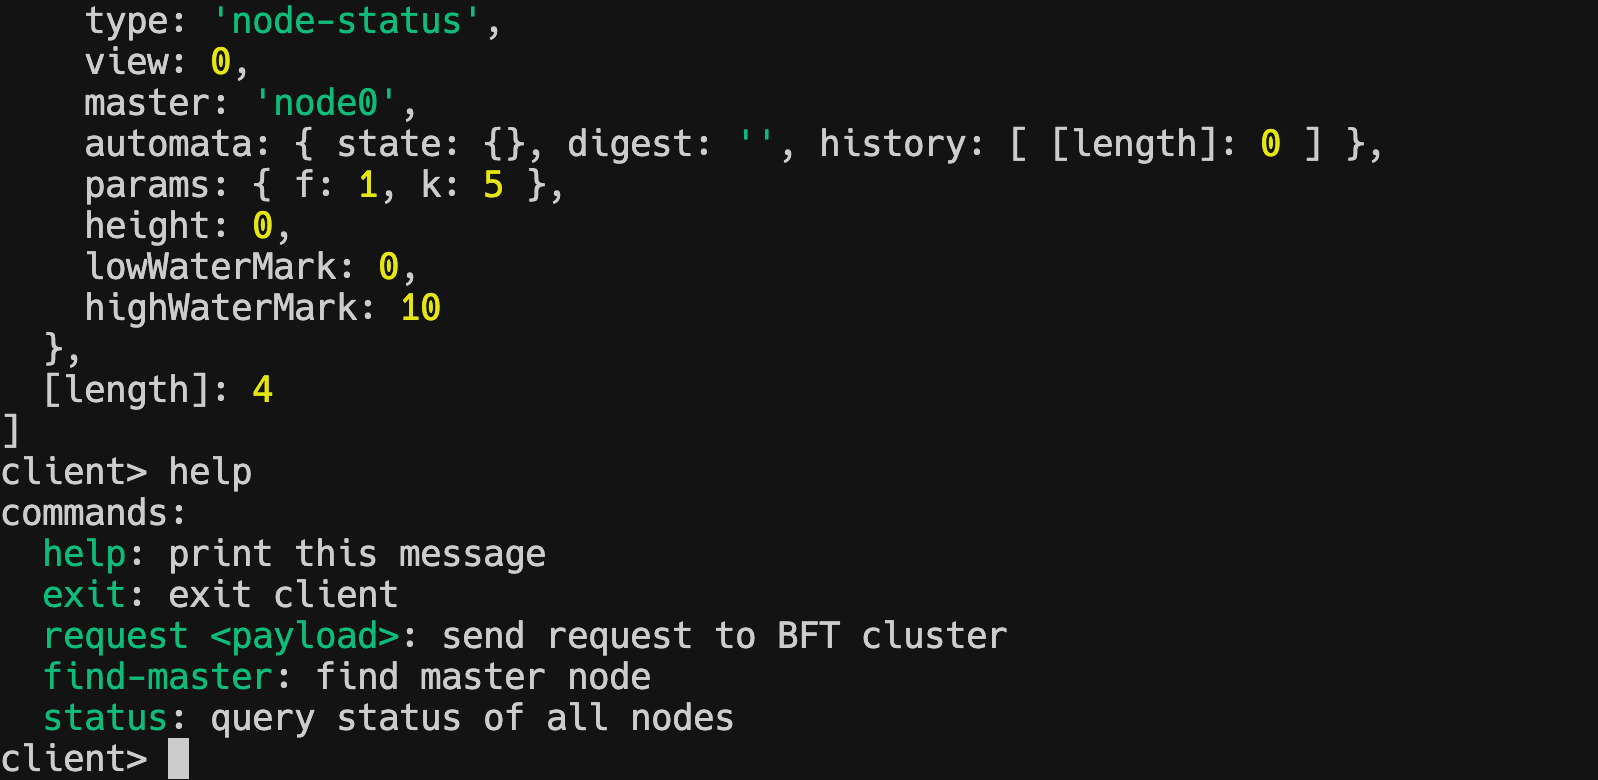 type: 'node-status',
view: 0,
master: 'node0',
automata: { state: {}, digest: '', history: [ [length]: 0 ] },
params: { f: 1, k: 5 },
height: 0,
lowWaterMark: 0,
highWaterMark: 10
},
[length]: 4
]
client> help
commands:
help: print this message
exit: exit client
request <payload>: send request to BFT cluster
find-master: find master node
status: query status of all nodes
client>